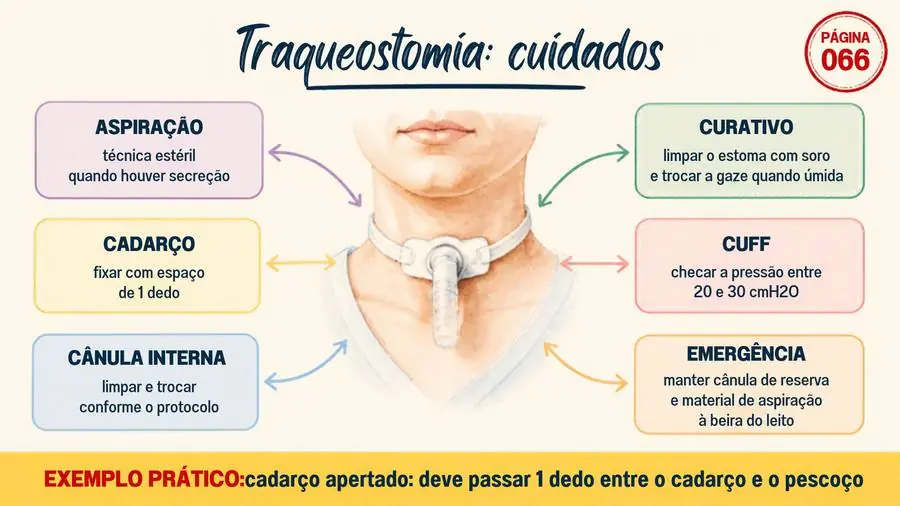 Traqueostomia: cuidados
PÁGINA
066
ASPIRAÇÃO
técnica estéril
quando houver secreção
CURATIVO
limpar o estoma com soro
e trocar a gaze quando úmida
CADARÇO
fixar com espaço
de 1 dedo
CUFF
checar a pressão entre
20 e 30 cmH2O
CÂNULA INTERNA
limpar e trocar
conforme o protocolo
EMERGÊNCIA
manter cânula de reserva
e material de aspiração
à beira do leito
EXEMPLO PRÁTICO:cadarço apertado: deve passar 1 dedo entre o cadarço e o pescoço